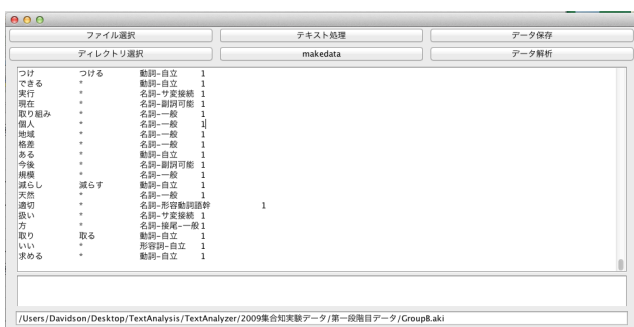 ファイル選択 テキスト処理 データ保存
ディレクトリ選択 makedata データ解析
つけ つける 動詞-自立 1
できる * 動詞-自立 1
実行 * 名詞-サ変接続 1
現在 * 名詞-副詞可能 1
取り組み * 名詞-一般 1
個人 * 名詞-一般 1
地域 * 名詞-一般 1
格差 * 名詞-一般 1
ある * 動詞-自立 1
今後 * 名詞-副詞可能 1
規模 * 名詞-一般 1
減らし 減らす 動詞-自立 1
天然 * 名詞-一般 1
適切 * 名詞-形容動詞語幹 1
扱い * 名詞-サ変接続 1
方 * 名詞-接尾-一般 1
取り 取る 動詞-自立 1
いい * 形容詞-自立 1
求める * 動詞-自立 1
/Users/Davidson/Desktop/TextAnalysis/TextAnalyzer/2009集合知実験データ/第一段階目データ/GroupB.aki